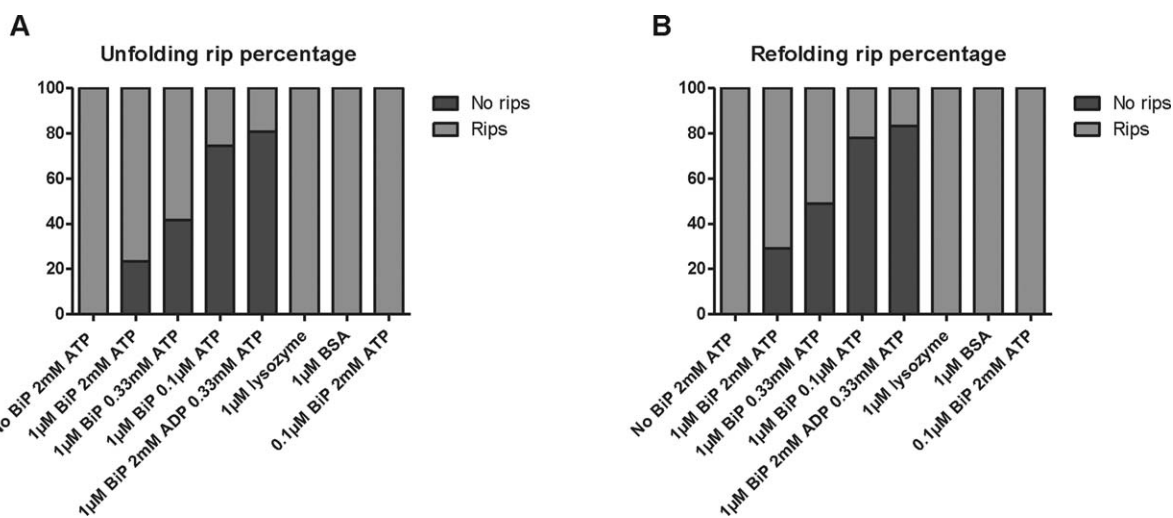 A
Unfolding rip percentage
100
80
60
40
20
0
No rips
Rips
No BiP 2mM ATP
1µM BiP 2mM ATP
1µM BiP 0.33mM ATP
1µM BiP 0.1µM ATP
1µM BiP 2mM ADP 0.33mM ATP
1µM lysozyme
1µM BSA
0.1µM BiP 2mM ATP
B
Refolding rip percentage
100
80
60
40
20
0
No rips
Rips
No BiP 2mM ATP
1µM BiP 2mM ATP
1µM BiP 0.33mM ATP
1µM BiP 0.1µM ATP
1µM BiP 2mM ADP 0.33mM ATP
1µM lysozyme
1µM BSA
0.1µM BiP 2mM ATP